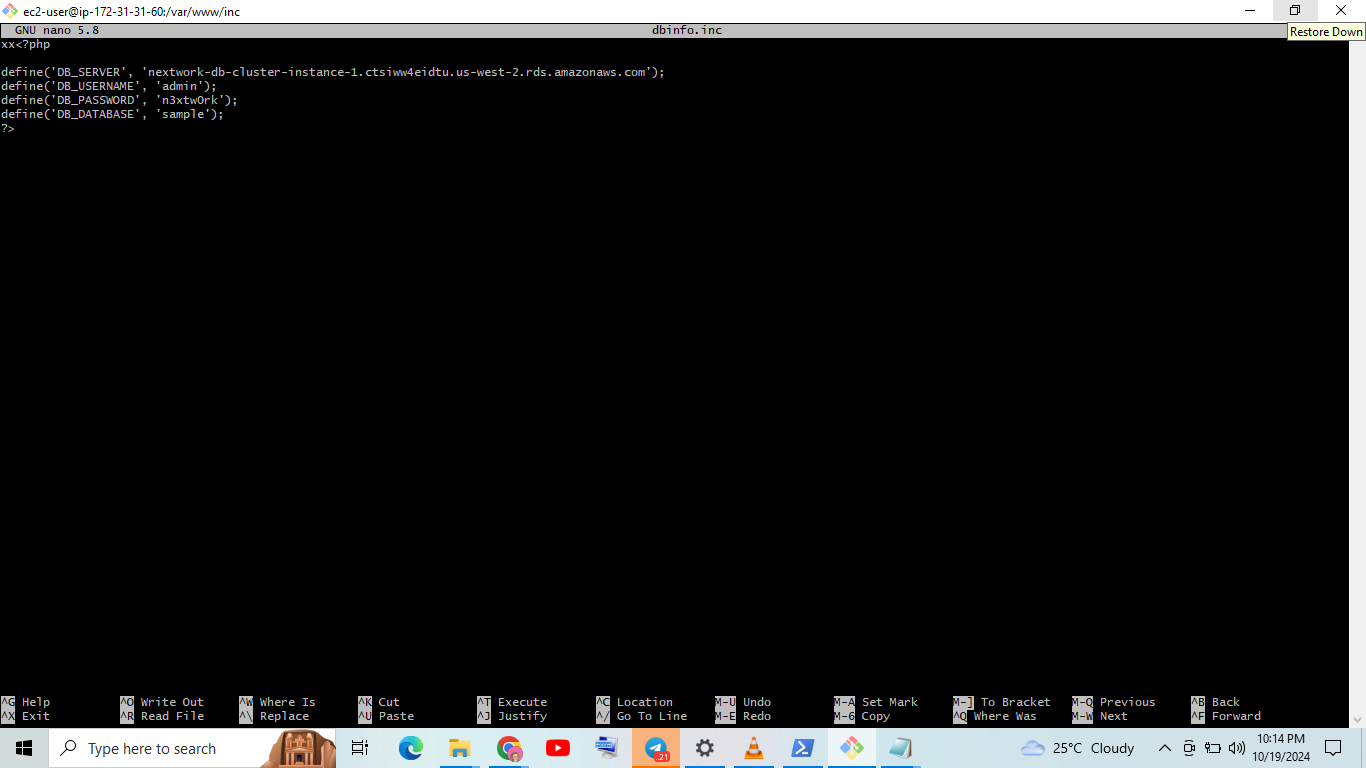 ec2-user@ip-172-31-31-60:/var/www/inc
Restore Down
GNU nano 5.8 dbinfo.inc
xx<?php
define('DB_SERVER', 'nextwork-db-cluster-instance-1.ctsiww4eidtu.us-west-2.rds.amazonaws.com');
define('DB_USERNAME', 'admin');
define('DB_PASSWORD', 'n3xtw0rk');
define('DB_DATABASE', 'sample');
?>
^G Help ^O Write Out ^W Where Is ^K Cut ^T Execute ^C Location M-U Undo M-A Set Mark M-] To Bracket M-Q Previous ^B Back
^X Exit ^R Read File ^\ Replace ^U Paste ^J Justify ^/ Go To Line M-E Redo M-6 Copy ^Q Where Was M-W Next ^F Forward
Type here to search
21
25°C Cloudy
10:14 PM
10/19/2024